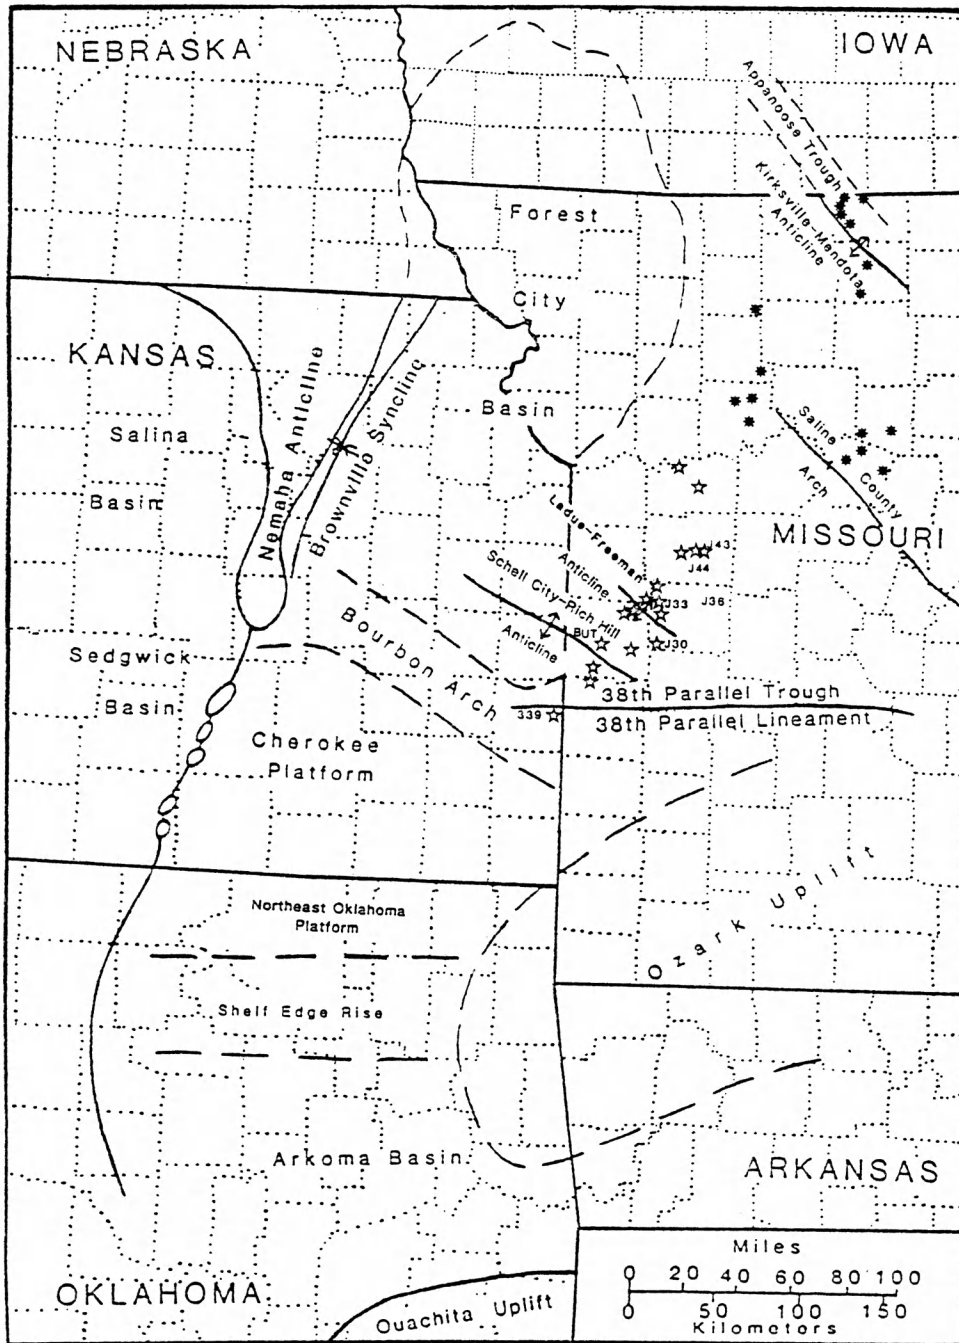 NEBRASKA
IOWA
Appanoose Trough
Kirksville-Mendota
Anticline
Forest
City
Basin
KANSAS
Salina
Basin
Nemaha Anticline
Brownville Syncline
Saline
County
Arch
MISSOURI
Ladue-Freeman
Anticline
Schell City-Rich Hill
Anticline
J43
J44
J33
J36
BUT
J30
Bourbon Arch
Sedgwick
Basin
38th Parallel Trough
339
38th Parallel Lineament
Cherokee
Platform
Ozark Uplift
Northeast Oklahoma
Platform
Shelf Edge Rise
Arkoma Basin
ARKANSAS
OKLAHOMA
Ouachita Uplift
Miles
0 20 40 60 80 100
0 50 100 150
Kilometers